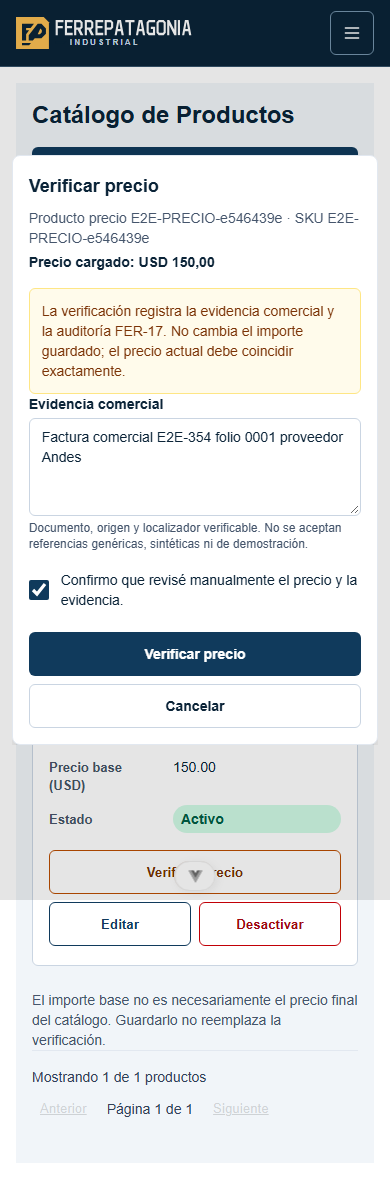 FERREPATAGONIA
INDUSTRIAL
Catálogo de Productos
Verificar precio
Producto precio E2E-PRECIO-e546439e · SKU E2E-
PRECIO-e546439e
Precio cargado: USD 150,00
La verificación registra la evidencia comercial y
la auditoría FER-17. No cambia el importe
guardado; el precio actual debe coincidir
exactamente.
Evidencia comercial
Factura comercial E2E-354 folio 0001 proveedor
Andes
Documento, origen y localizador verificable. No se aceptan
referencias genéricas, sintéticas ni de demostración.
Confirmo que revisé manualmente el precio y la
evidencia.
Verificar precio
Cancelar
Precio base 150.00
(USD)
Estado Activo
Editar Desactivar
El importe base no es necesariamente el precio final
del catálogo. Guardarlo no reemplaza la
verificación.
Mostrando 1 de 1 productos
Anterior Página 1 de 1 Siguiente